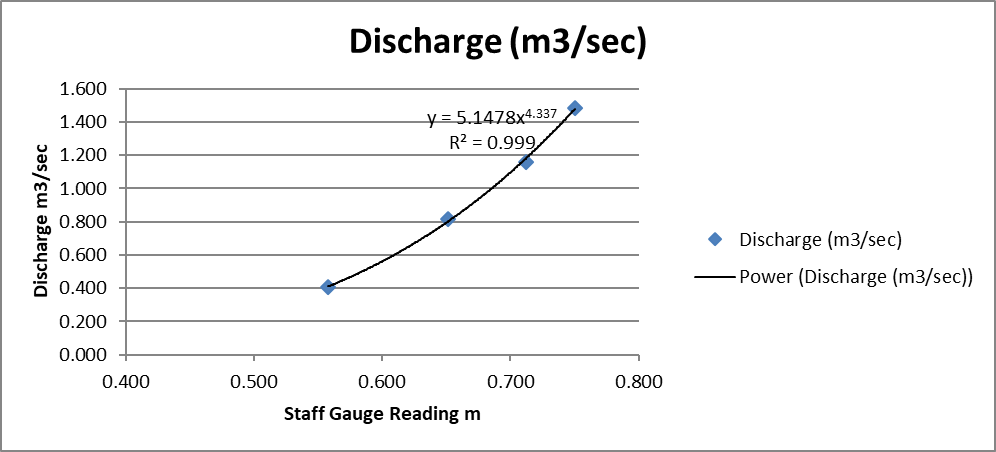 Discharge (m3/sec)
1.600
1.400
1.200
1.000
0.800
0.600
0.400
0.200
0.000
Discharge m3/sec
y = 5.1478x⁴·³³⁷
R² = 0.999
0.400 0.500 0.600 0.700 0.800
Staff Gauge Reading m
Discharge (m3/sec)
Power (Discharge (m3/sec))